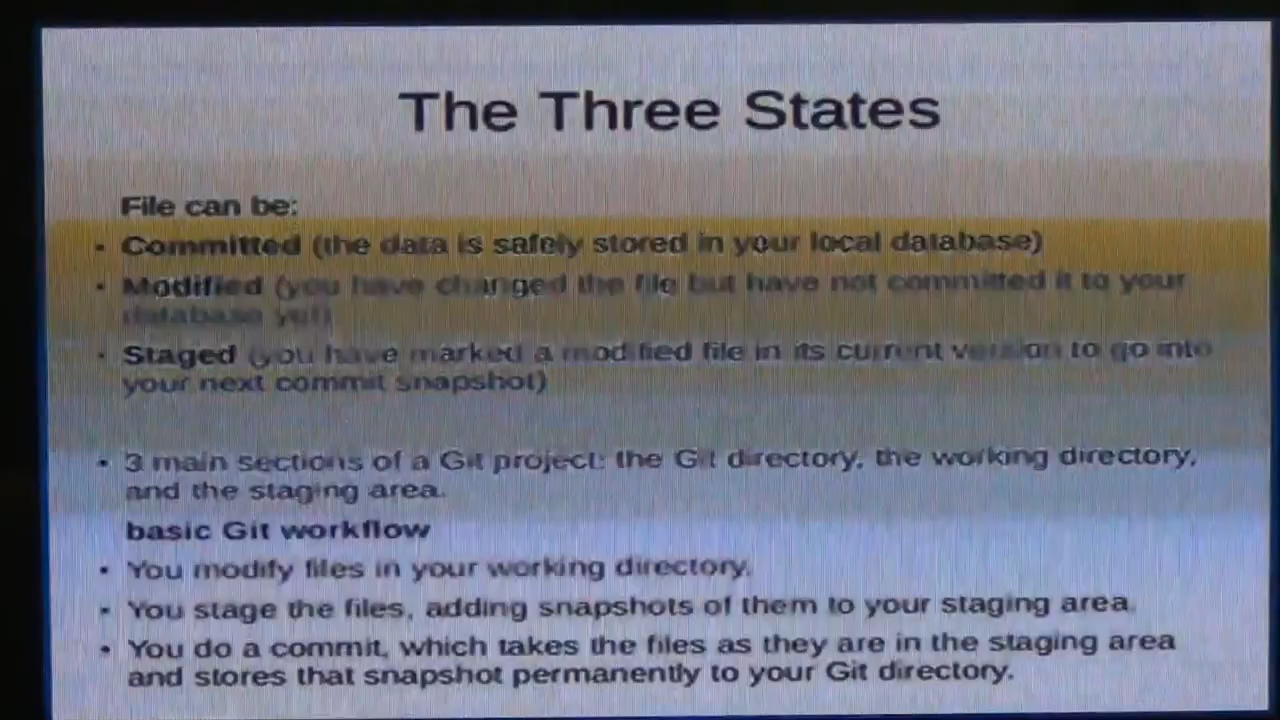 The Three States
File can be:
• Committed (the data is safely stored in your local database)
• Modified (you have changed the file but have not committed it to your
database yet)
• Staged (you have marked a modified file in its current version to go into
your next commit snapshot)
• 3 main sections of a Git project: the Git directory, the working directory,
and the staging area.
basic Git workflow
• You modify files in your working directory.
• You stage the files, adding snapshots of them to your staging area.
• You do a commit, which takes the files as they are in the staging area
and stores that snapshot permanently to your Git directory.